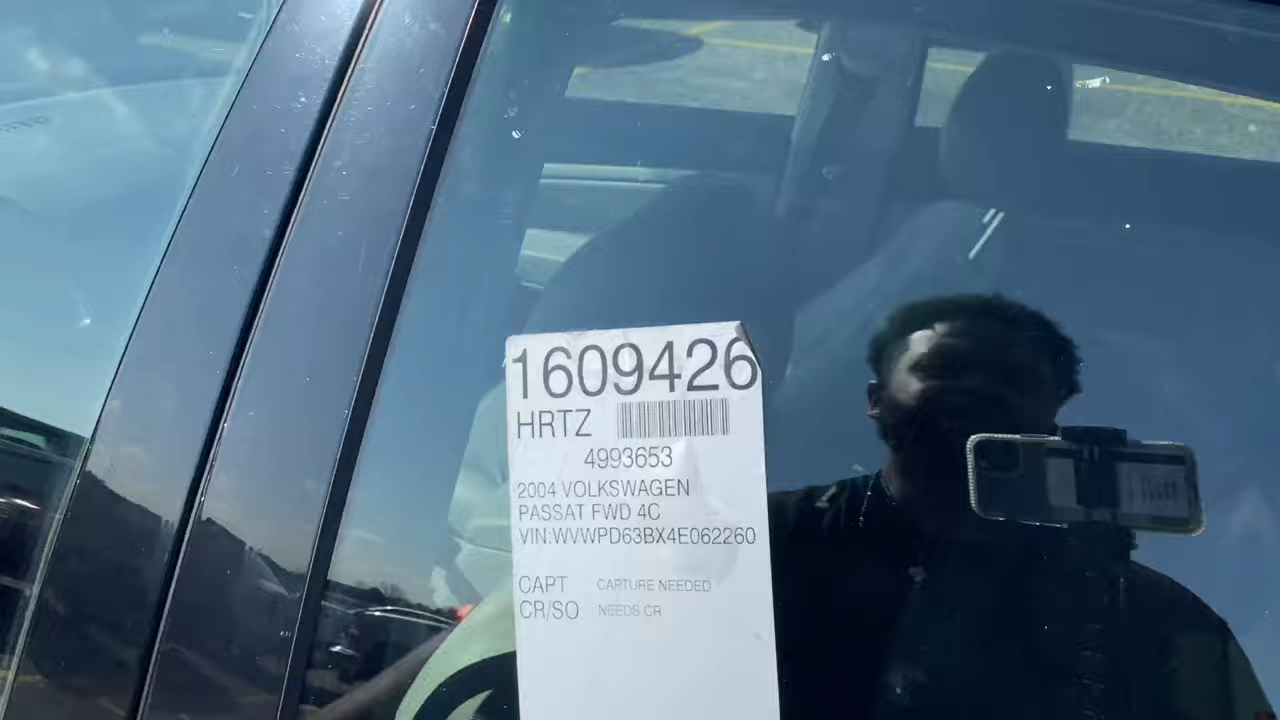 1609426
HRTZ
4993653
2004 VOLKSWAGEN
PASSAT FWD 4C
VIN:WVWPD63BX4E062260
CAPT CAPTURE NEEDED
CR/SO NEEDS CR